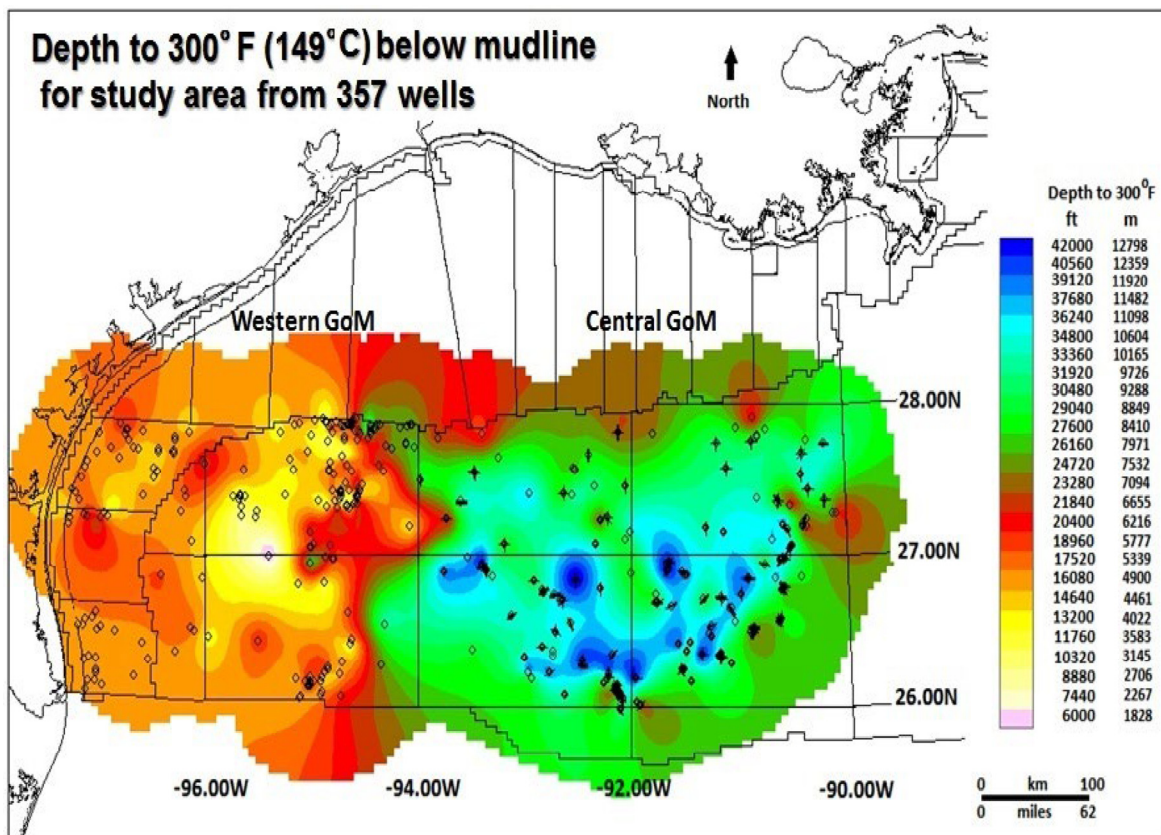 Depth to 300°F (149°C) below mudline
for study area from 357 wells
North
Depth to 300⁰F
ft m
42000 12798
40560 12359
39120 11920
37680 11482
36240 11098
34800 10604
33360 10165
31920 9726
30480 9288
29040 8849
27600 8410
26160 7971
24720 7532
23280 7094
21840 6655
20400 6216
18960 5777
17520 5339
16080 4900
14640 4461
13200 4022
11760 3583
10320 3145
8880 2706
7440 2267
6000 1828
Western GoM
Central GoM
28.00N
27.00N
26.00N
-96.00W
-94.00W
-92.00W
-90.00W
0 km 100
0 miles 62